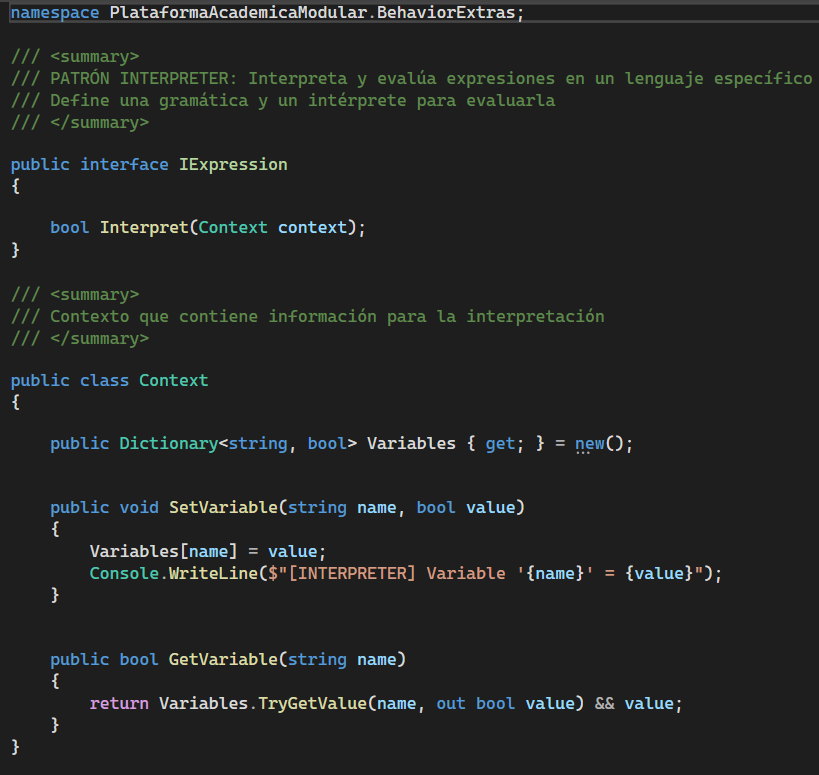 namespace PlataformaAcademicaModular.BehaviorExtras;
/// <summary>
/// PATRÓN INTERPRETER: Interpreta y evalúa expresiones en un lenguaje específico
/// Define una gramática y un intérprete para evaluarla
/// </summary>
public interface IExpression
{
bool Interpret(Context context);
}
/// <summary>
/// Contexto que contiene información para la interpretación
/// </summary>
public class Context
{
public Dictionary<string, bool> Variables { get; } = new();
public void SetVariable(string name, bool value)
{
Variables[name] = value;
Console.WriteLine($"[INTERPRETER] Variable '{name}' = {value}");
}
public bool GetVariable(string name)
{
return Variables.TryGetValue(name, out bool value) && value;
}
}